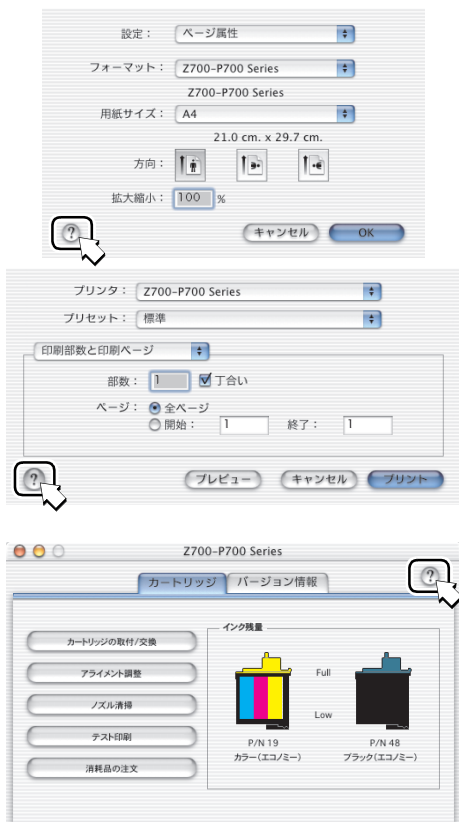 設定： ページ属性
フォーマット： Z700-P700 Series
Z700-P700 Series
用紙サイズ： A4
21.0 cm. x 29.7 cm.
方向：
拡大縮小： 100 %
? キャンセル OK
プリンタ： Z700-P700 Series
プリセット： 標準
印刷部数と印刷ページ
部数： 1 丁合い
ページ： 全ページ
開始： 1 終了： 1
? プレビュー キャンセル プリント
Z700-P700 Series
カートリッジ バージョン情報 ?
インク残量
カートリッジの取付/交換
アライメント調整
ノズル清掃
テスト印刷
消耗品の注文
Full
Low
P/N 19 P/N 48
カラー（エコノミー） ブラック（エコノミー）